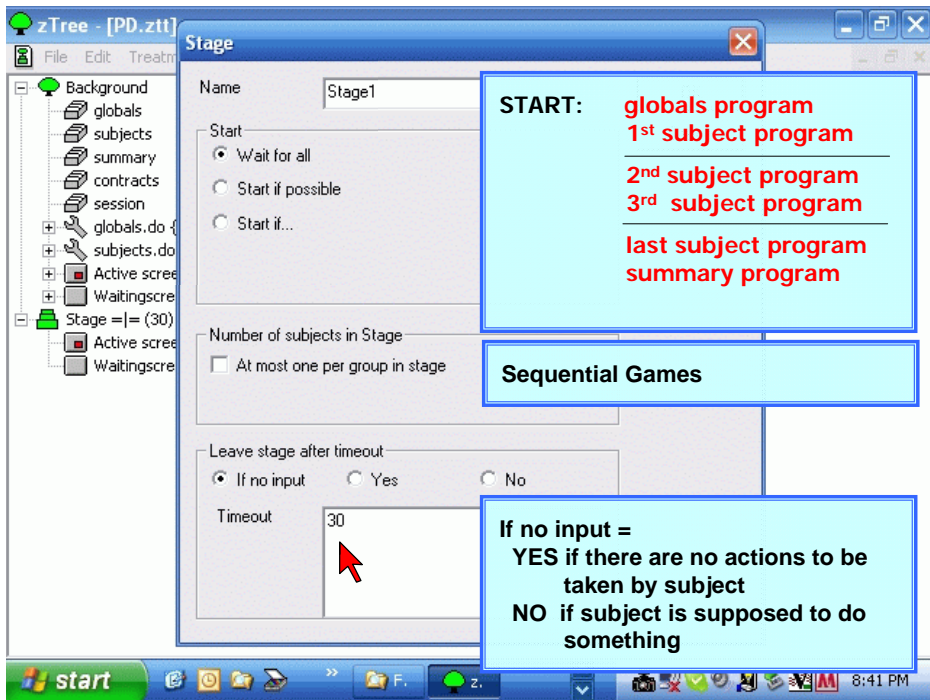 zTree - [PD.ztt]
File Edit Treatm
Background
globals
subjects
summary
contracts
session
globals.do {
subjects.do
Active scree
Waitingscre
Stage =|= (30)
Active scree
Waitingscre
Stage
Name
Stage1
Start
Wait for all
Start if possible
Start if...
Number of subjects in Stage
At most one per group in stage
Leave stage after timeout
If no input Yes No
Timeout
30
START: globals program
1st subject program
2nd subject program
3rd subject program
last subject program
summary program
Sequential Games
If no input =
YES if there are no actions to be
taken by subject
NO if subject is supposed to do
something
start
F.
z.
8:41 PM